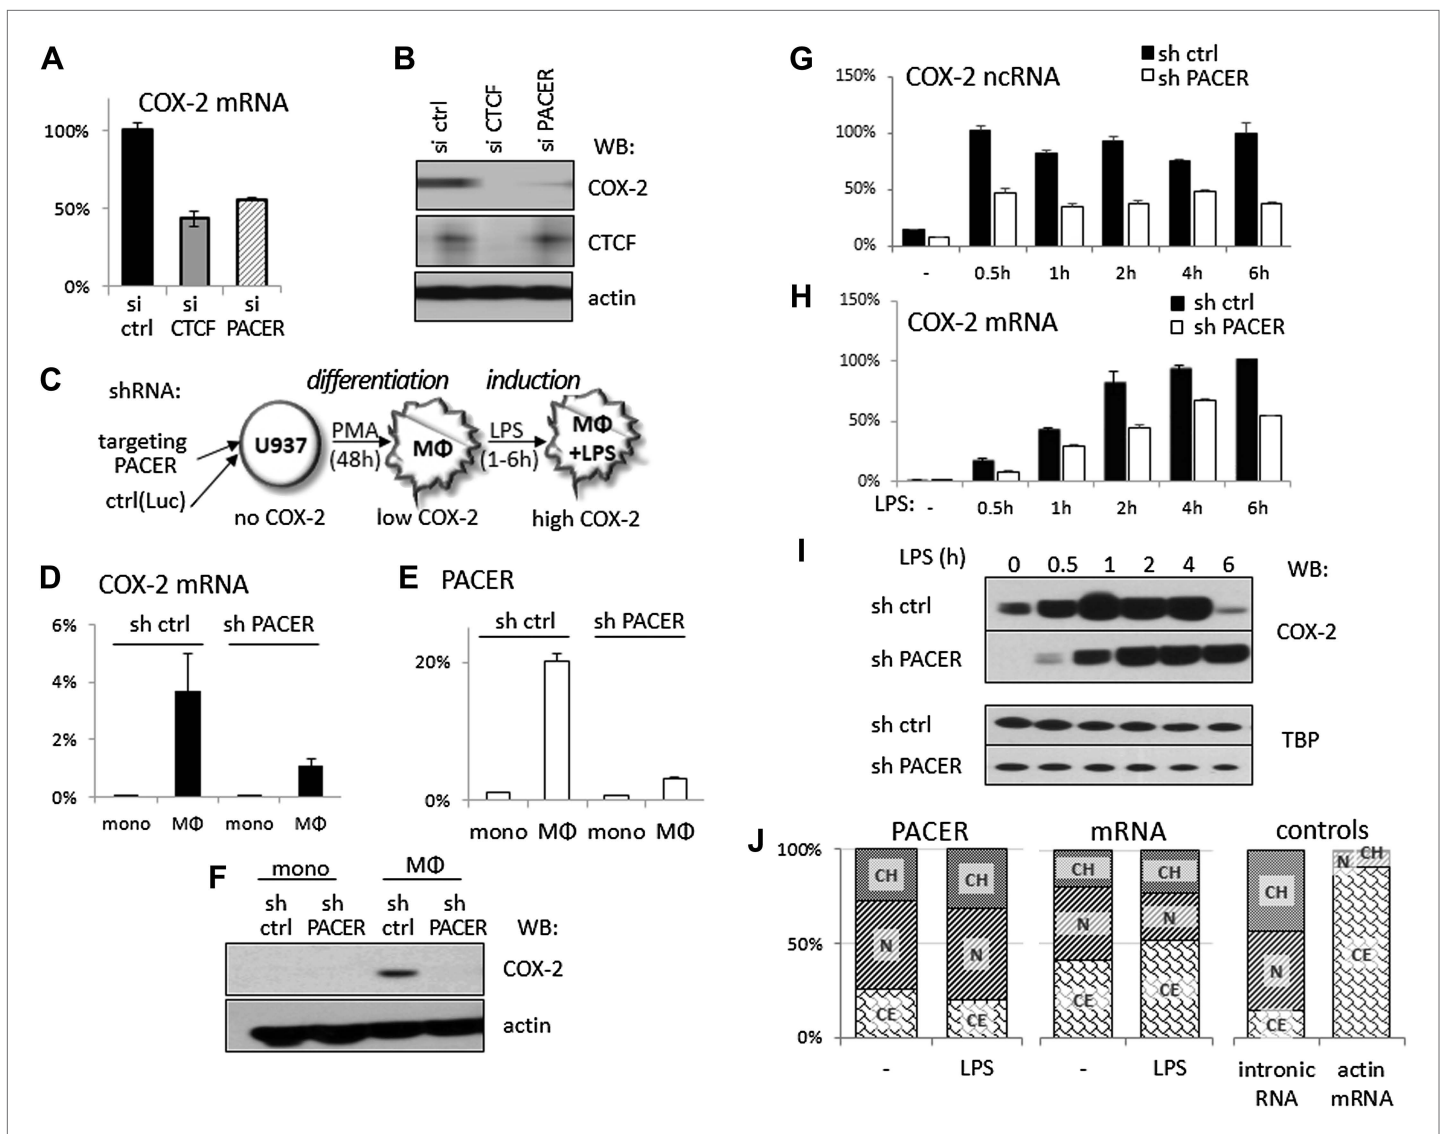 A
COX-2 mRNA
100%
50%
0%
si ctrl
si CTCF
si PACER
B
si ctrl
si CTCF
si PACER
WB:
COX-2
CTCF
actin
C
shRNA:
targeting
PACER
ctrl(Luc)
differentiation
induction
U937
PMA
(48h)
MΦ
LPS
(1-6h)
MΦ
+LPS
no COX-2
low COX-2
high COX-2
D
COX-2 mRNA
sh ctrl
sh PACER
6%
4%
2%
0%
mono
MΦ
mono
MΦ
E
PACER
sh ctrl
sh PACER
20%
0%
mono
MΦ
mono
MΦ
F
mono
MΦ
sh ctrl
sh PACER
sh ctrl
sh PACER
WB:
COX-2
actin
G
COX-2 ncRNA
sh ctrl
sh PACER
150%
100%
50%
0%
-
0.5h
1h
2h
4h
6h
H
COX-2 mRNA
sh ctrl
sh PACER
150%
100%
50%
0%
LPS:
-
0.5h
1h
2h
4h
6h
I
LPS (h)
0
0.5
1
2
4
6
WB:
sh ctrl
sh PACER
COX-2
sh ctrl
sh PACER
TBP
J
PACER
mRNA
controls
100%
50%
0%
CH
N
CE
CH
N
CE
CH
N
CE
CH
N
CE
CH
N
CE
N
CH
CE
-
LPS
-
LPS
intronic
RNA
actin
mRNA